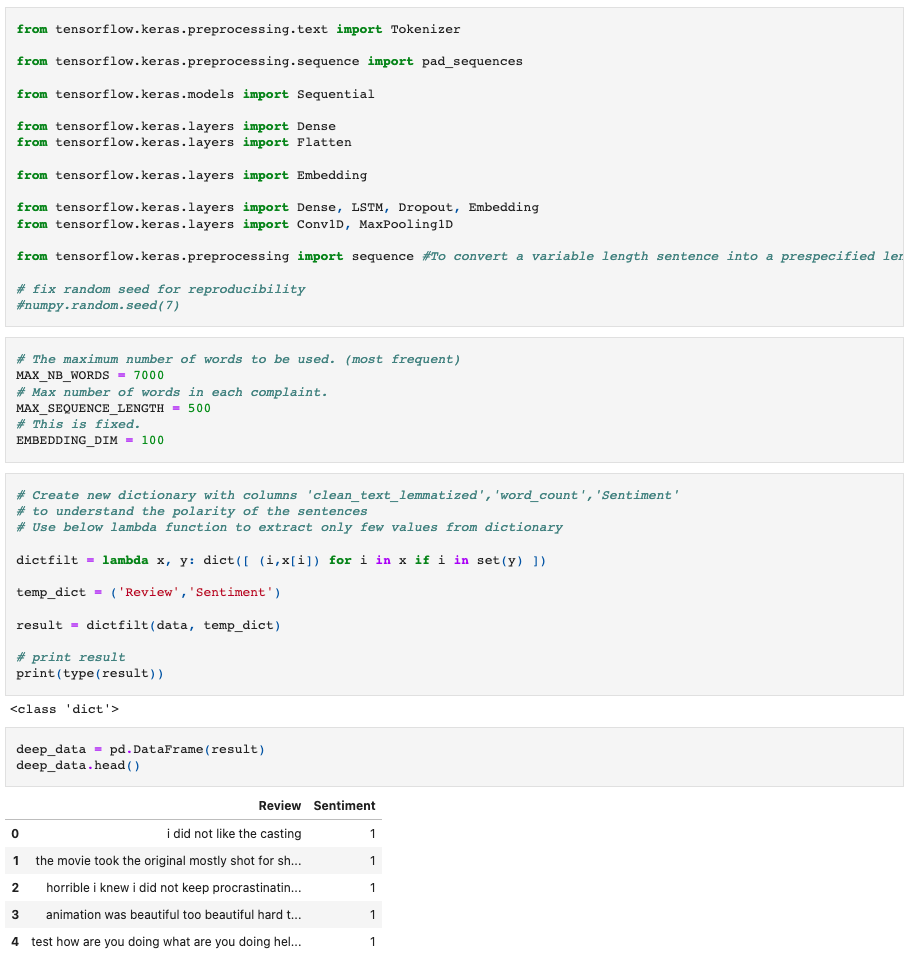 from tensorflow.keras.preprocessing.text import Tokenizer
from tensorflow.keras.preprocessing.sequence import pad_sequences
from tensorflow.keras.models import Sequential
from tensorflow.keras.layers import Dense
from tensorflow.keras.layers import Flatten
from tensorflow.keras.layers import Embedding
from tensorflow.keras.layers import Dense, LSTM, Dropout, Embedding
from tensorflow.keras.layers import Conv1D, MaxPooling1D
from tensorflow.keras.preprocessing import sequence #To convert a variable length sentence into a prespecified len
# fix random seed for reproducibility
#numpy.random.seed(7)
# The maximum number of words to be used. (most frequent)
MAX_NB_WORDS = 7000
# Max number of words in each complaint.
MAX_SEQUENCE_LENGTH = 500
# This is fixed.
EMBEDDING_DIM = 100
# Create new dictionary with columns 'clean_text_lemmatized','word_count','Sentiment'
# to understand the polarity of the sentences
# Use below lambda function to extract only few values from dictionary
dictfilt = lambda x, y: dict([ (i,x[i]) for i in x if i in set(y) ])
temp_dict = ('Review','Sentiment')
result = dictfilt(data, temp_dict)
# print result
print(type(result))
<class 'dict'>
deep_data = pd.DataFrame(result)
deep_data.head()
Review Sentiment
0 i did not like the casting 1
1 the movie took the original mostly shot for sh... 1
2 horrible i knew i did not keep procrastinatin... 1
3 animation was beautiful too beautiful hard t... 1
4 test how are you doing what are you doing hel... 1